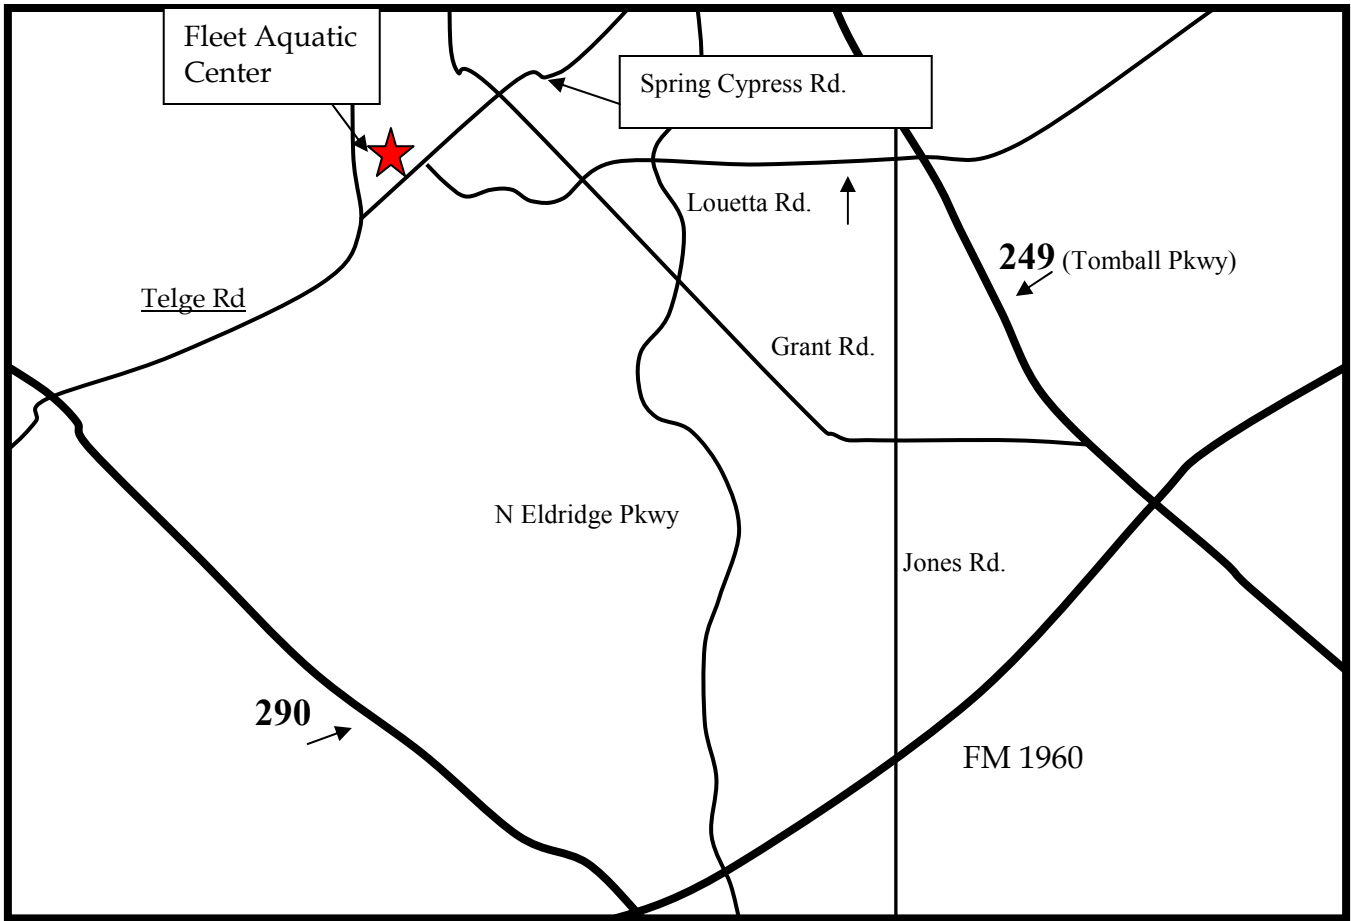 Fleet Aquatic
Center
Spring Cypress Rd.
Louetta Rd.
249 (Tomball Pkwy)
Telge Rd
Grant Rd.
N Eldridge Pkwy
Jones Rd.
290
FM 1960